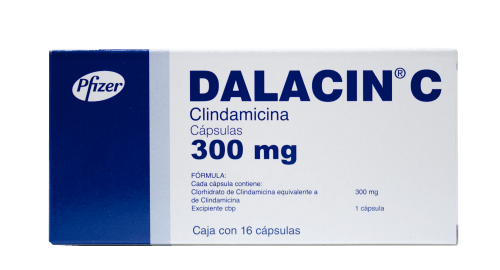 Pfizer
DALACIN® C
Clindamicina
Cápsulas
300 mg
FÓRMULA:
Cada cápsula contiene:
Clorhidrato de Clindamicina equivalente a 300 mg
de Clindamicina
Excipiente cbp 1 cápsula
Caja con 16 cápsulas